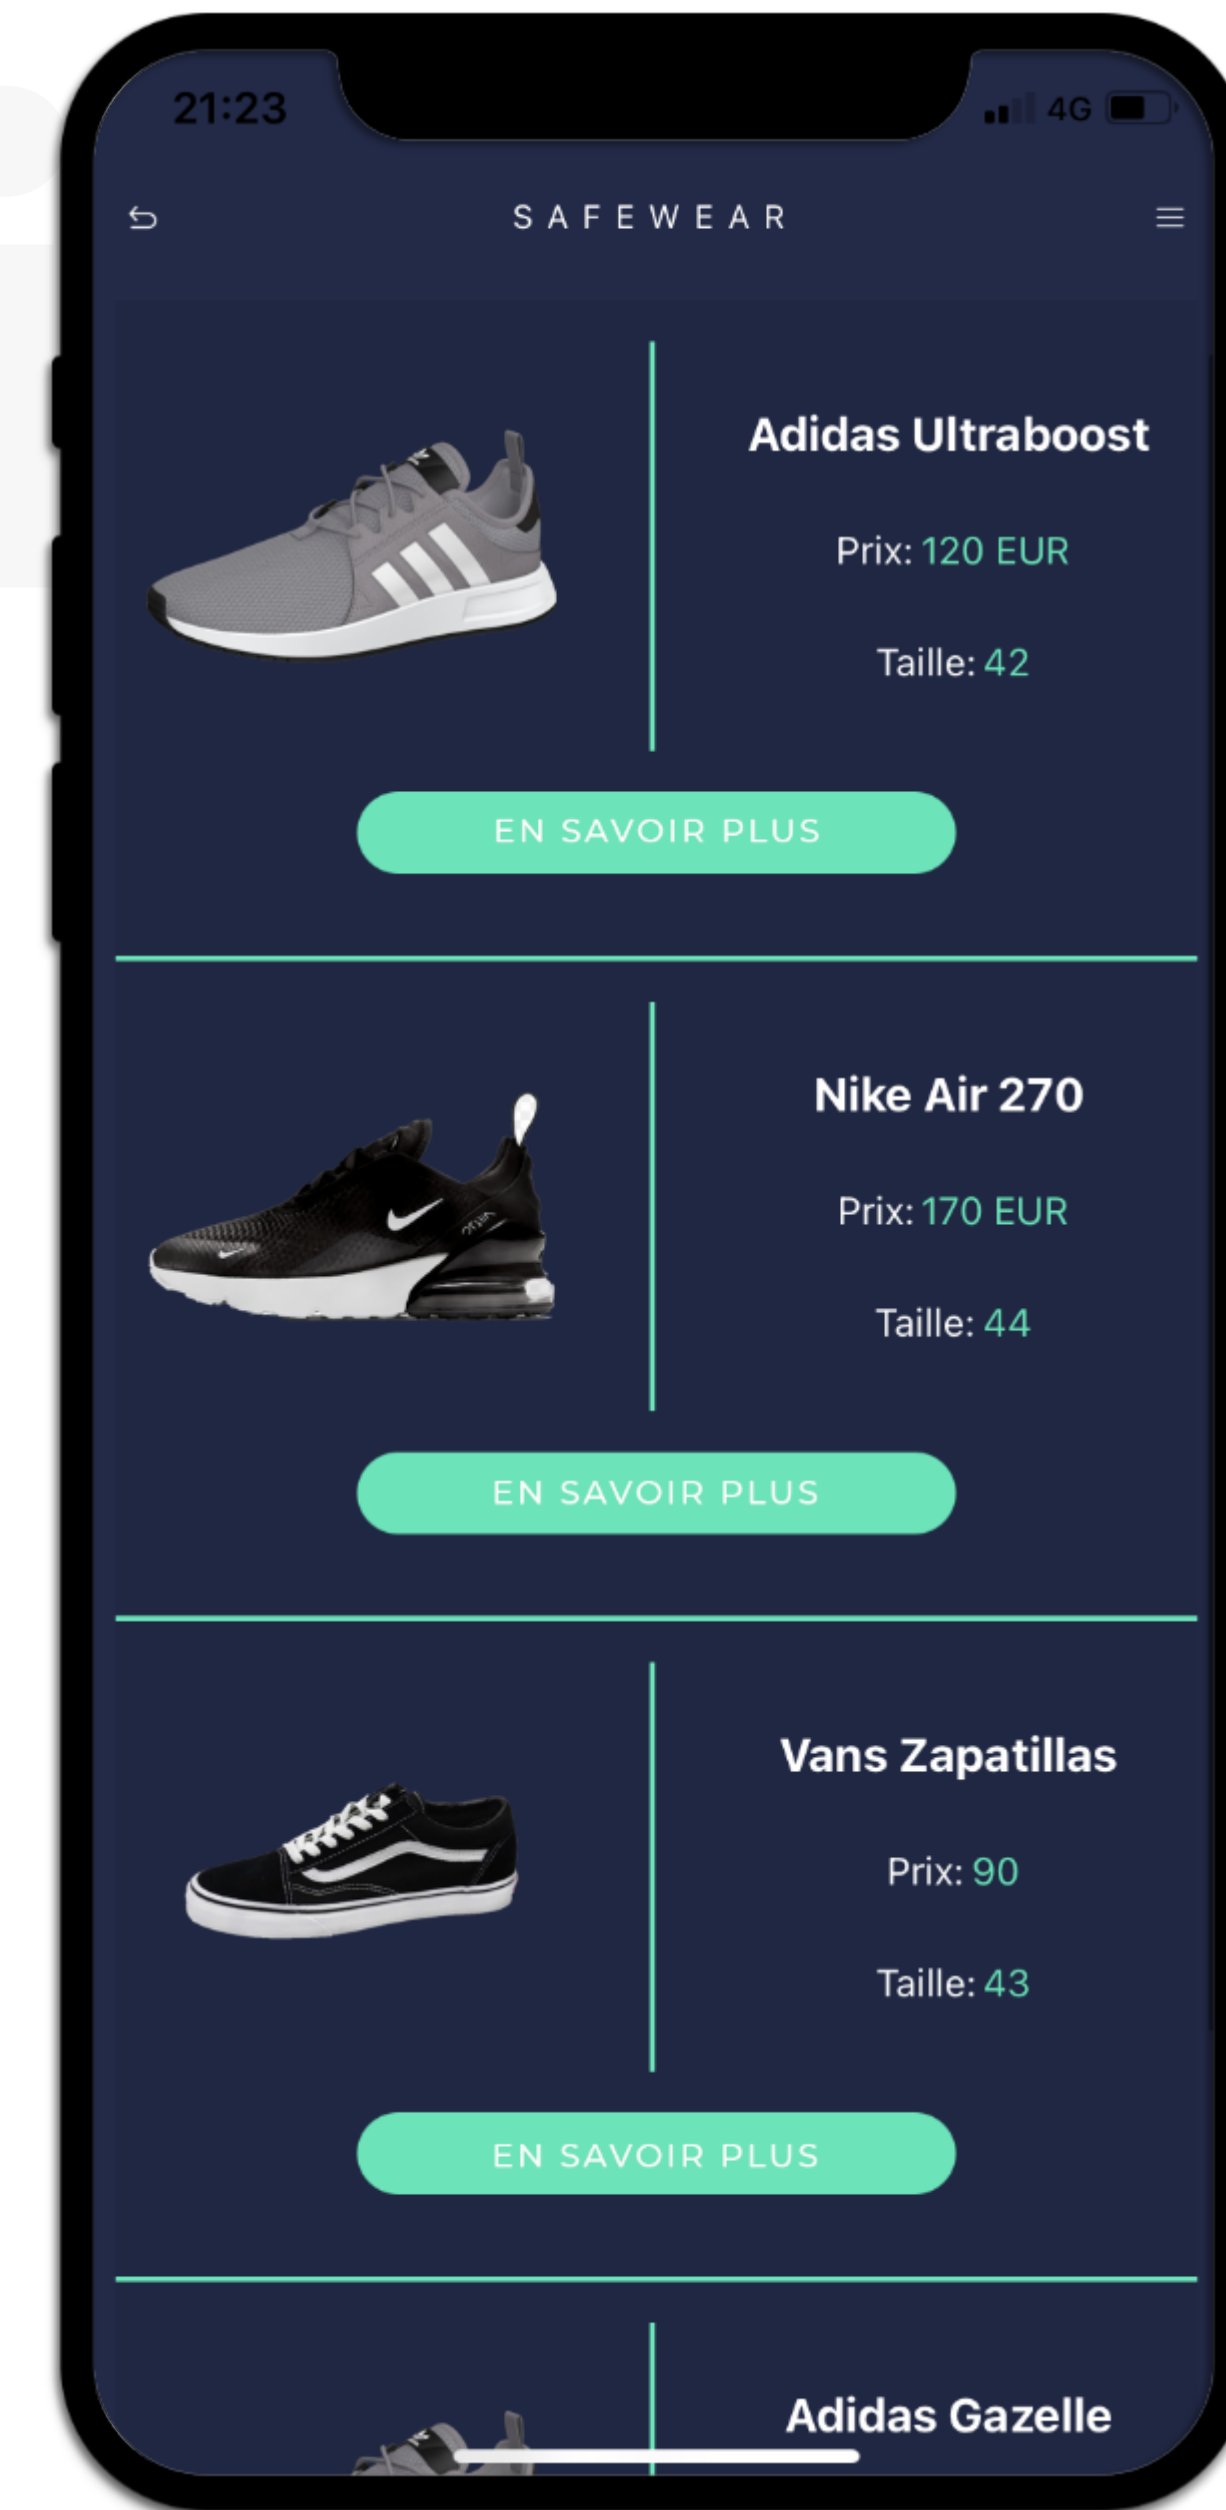 21:23
4G
SAFEWEAR
Adidas Ultraboost
Prix: 120 EUR
Taille: 42
EN SAVOIR PLUS
Nike Air 270
Prix: 170 EUR
Taille: 44
EN SAVOIR PLUS
Vans Zapatillas
Prix: 90
Taille: 43
EN SAVOIR PLUS
Adidas Gazelle